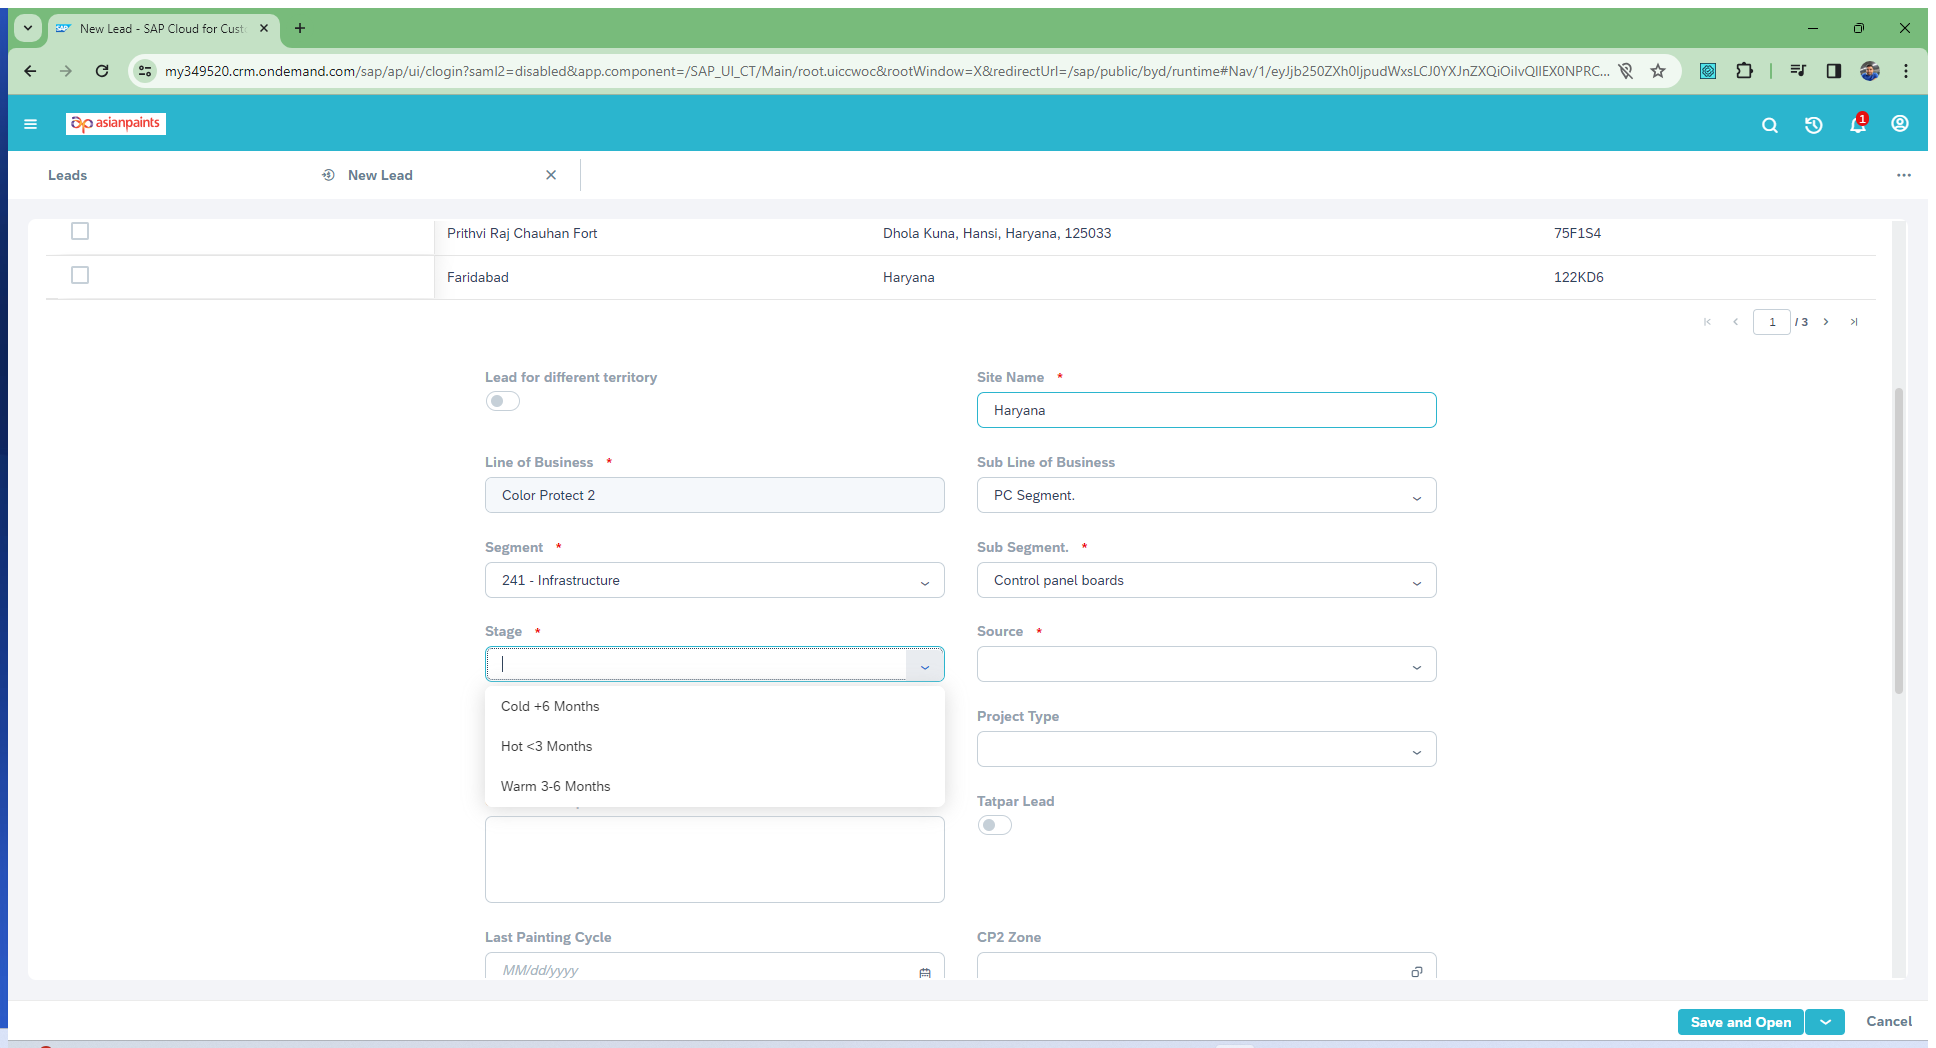 New Lead - SAP Cloud for Cust
my349520.crm.ondemand.com/sap/ap/ui/clogin?saml2=disabled&app.component=/SAP_UI_CT/Main/root.uiccwoc&rootWindow=X&redirectUrl=/sap/public/byd/runtime#Nav/1/eyJjb250ZXh0IjpudWxsLCJ0YXJnZXQiOiIvQlIEX0NPRC...
asianpaints
1
Leads
New Lead
Prithvi Raj Chauhan Fort Dhola Kuna, Hansi, Haryana, 125033 75F1S4
Faridabad Haryana 122KD6
1 / 3
Lead for different territory
Site Name *
Haryana
Line of Business *
Color Protect 2
Sub Line of Business
PC Segment.
Segment *
241 - Infrastructure
Sub Segment. *
Control panel boards
Stage *
Source *
Cold +6 Months
Hot <3 Months
Warm 3-6 Months
Project Type
Tatpar Lead
Last Painting Cycle
MM/dd/yyyy
CP2 Zone
Save and Open
Cancel